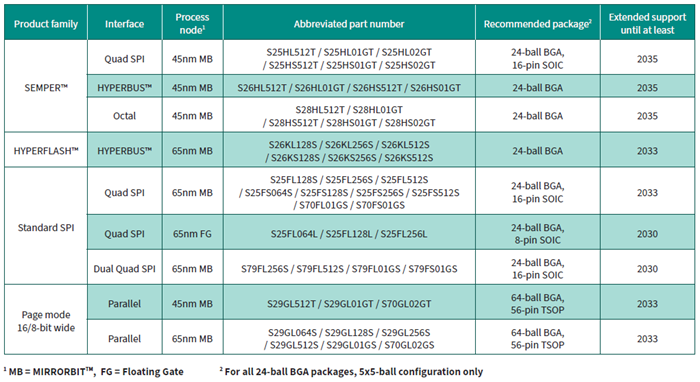 Product family Interface Process node1 Abbreviated part number Recommended package2 Extended support until at least
SEMPER™
Quad SPI 45nm MB
S25HL512T / S25HL01GT / S25HL02GT
/ S25HS512T / S25HS01GT / S25HS02GT
24-ball BGA,
16-pin SOIC
2035
HYPERBUS™ 45nm MB S26HL512T / S26HL01GT / S26HS512T / S26HS01GT 24-ball BGA 2035
Octal 45nm MB
S28HL512T / S28HL01GT
/ S28HS512T / S28HS01GT / S28HS02GT
24-ball BGA 2035
HYPERFLASH™ HYPERBUS™ 65nm MB
S26KL128S / S26KL256S / S26KL512S
/ S26KS128S / S26KS256S / S26KS512S
24-ball BGA 2033
Standard SPI
Quad SPI 65nm MB
S25FL128S / S25FL256S / S25FL512S
/ S25FS064S / S25FS128S / S25FS256S / S25FS512S
/ S70FL01GS / S70FS01GS
24-ball BGA,
16-pin SOIC
2033
Quad SPI 65nm FG S25FL064L / S25FL128L / S25FL256L
24-ball BGA,
8-pin SOIC
2030
Dual Quad SPI 65nm MB S79FL256S / S79FL512S / S79FL01GS / S79FS01GS
24-ball BGA,
16-pin SOIC
2030
Page mode
16/8-bit wide
Parallel 45nm MB S29GL512T / S29GL01GT / S70GL02GT
64-ball BGA,
56-pin TSOP
2033
Parallel 65nm MB
S29GL064S / S29GL128S / S29GL256S
/ S29GL512S / S29GL01GS / S70GL02GS
64-ball BGA,
56-pin TSOP
2033
1 MB = MIRRORBIT™, FG = Floating Gate 2 For all 24-ball BGA packages, 5x5-ball configuration only